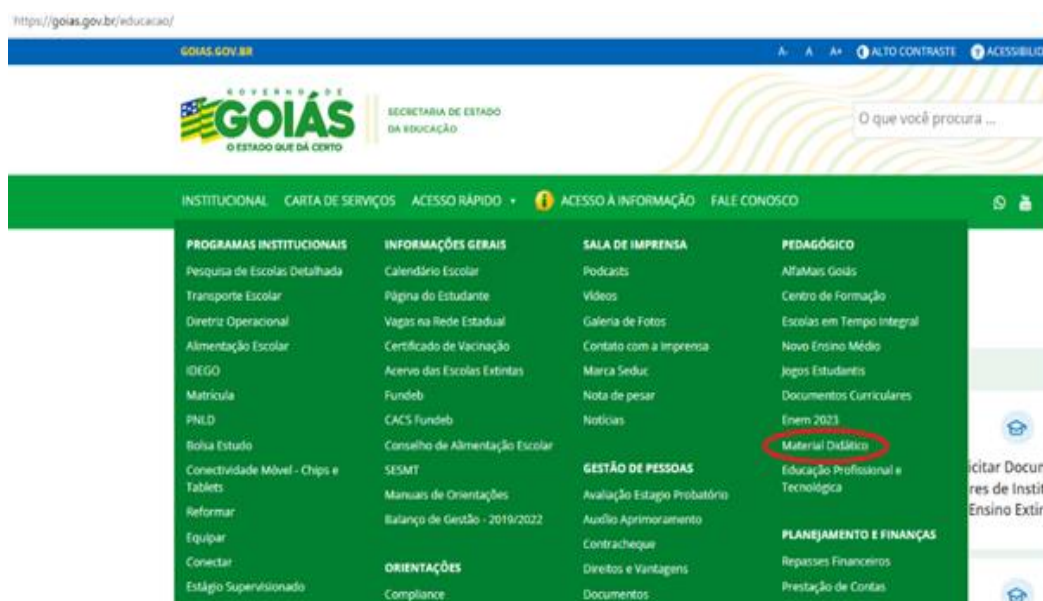 https://goias.gov.br/educacao/
GOIAS.GOV.BR
A- A A+ ALTO CONTRASTE ACESSIBILID
GOVERNO DE
GOIÁS
O ESTADO QUE DÁ CERTO
SECRETARIA DE ESTADO
DA EDUCAÇÃO
O que você procura ...
INSTITUCIONAL CARTA DE SERVIÇOS ACESSO RÁPIDO ACESSO À INFORMAÇÃO FALE CONOSCO
PROGRAMAS INSTITUCIONAIS
Pesquisa de Escolas Detalhada
Transporte Escolar
Diretriz Operacional
Alimentação Escolar
IDEGO
Matrícula
PNLD
Bolsa Estudo
Conectividade Móvel - Chips e
Tablets
Reformar
Equipar
Conectar
Estágio Supervisionado
INFORMAÇÕES GERAIS
Calendário Escolar
Página do Estudante
Vagas na Rede Estadual
Certificado de Vacinação
Acervo das Escolas Extintas
Fundeb
CACS Fundeb
Conselho de Alimentação Escolar
SESMT
Manuais de Orientações
Balanço de Gestão - 2019/2022
ORIENTAÇÕES
Compliance
SALA DE IMPRENSA
Podcasts
Vídeos
Galeria de Fotos
Contato com a Imprensa
Marca Seduc
Nota de pesar
Notícias
GESTÃO DE PESSOAS
Avaliação Estagio Probatório
Auxílio Aprimoramento
Contracheque
Direitos e Vantagens
Documentos
PEDAGÓGICO
AlfaMais Goiás
Centro de Formação
Escolas em Tempo Integral
Novo Ensino Médio
Jogos Estudantis
Documentos Curriculares
Enem 2023
Material Didático
Educação Profissional e
Tecnológica
PLANEJAMENTO E FINANÇAS
Repasses Financeiros
Prestação de Contas
icitar Docum
res de Instit
Ensino Extin